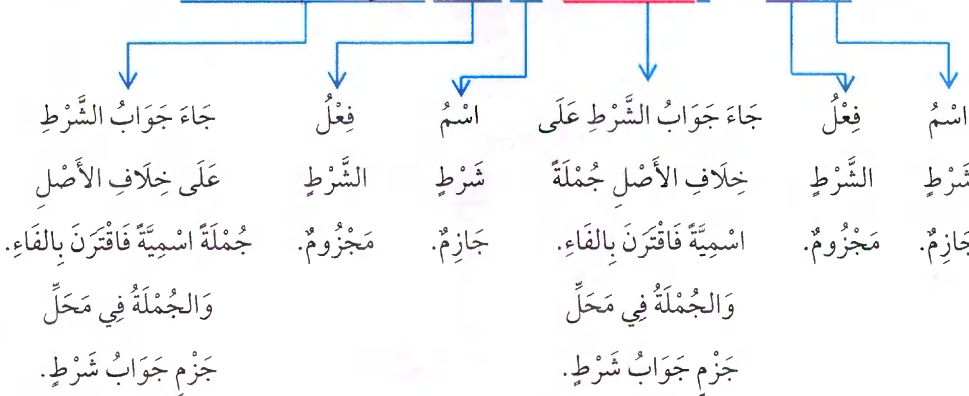 اسْمُ
شَرْطٍ
جَازِمٌ.
فِعْلُ
الشَّرْطِ
مَجْزُومٌ.
جَاءَ جَوَابُ الشَّرْطِ عَلَى
خِلَافِ الأَصْلِ جُمْلَةً
اسْمِيَّةً فَاقْتَرَنَ بِالفَاءِ.
وَالجُمْلَةُ فِي مَحَلِّ
جَزْمِ جَوَابُ شَرْطٍ.
اسْمُ
شَرْطٍ
جَازِمٌ.
فِعْلُ
الشَّرْطِ
مَجْزُومٌ.
جَاءَ جَوَابُ الشَّرْطِ
عَلَى خِلَافِ الأَصْلِ
جُمْلَةً اسْمِيَّةً فَاقْتَرَنَ بِالفَاءِ.
وَالجُمْلَةُ فِي مَحَلِّ
جَزْمِ جَوَابُ شَرْطٍ.